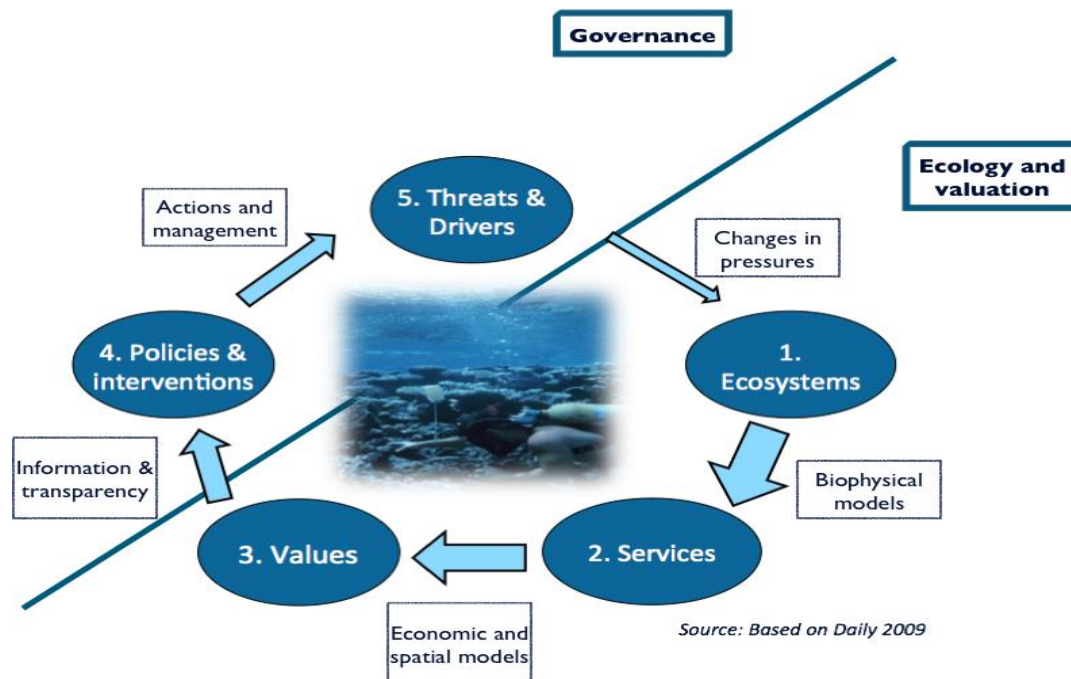 Governance
Ecology and
valuation
5. Threats &
Drivers
Actions and
management
Changes in
pressures
4. Policies &
interventions
1.
Ecosystems
Information &
transparency
Biophysical
models
3. Values
2. Services
Economic and
spatial models
Source: Based on Daily 2009